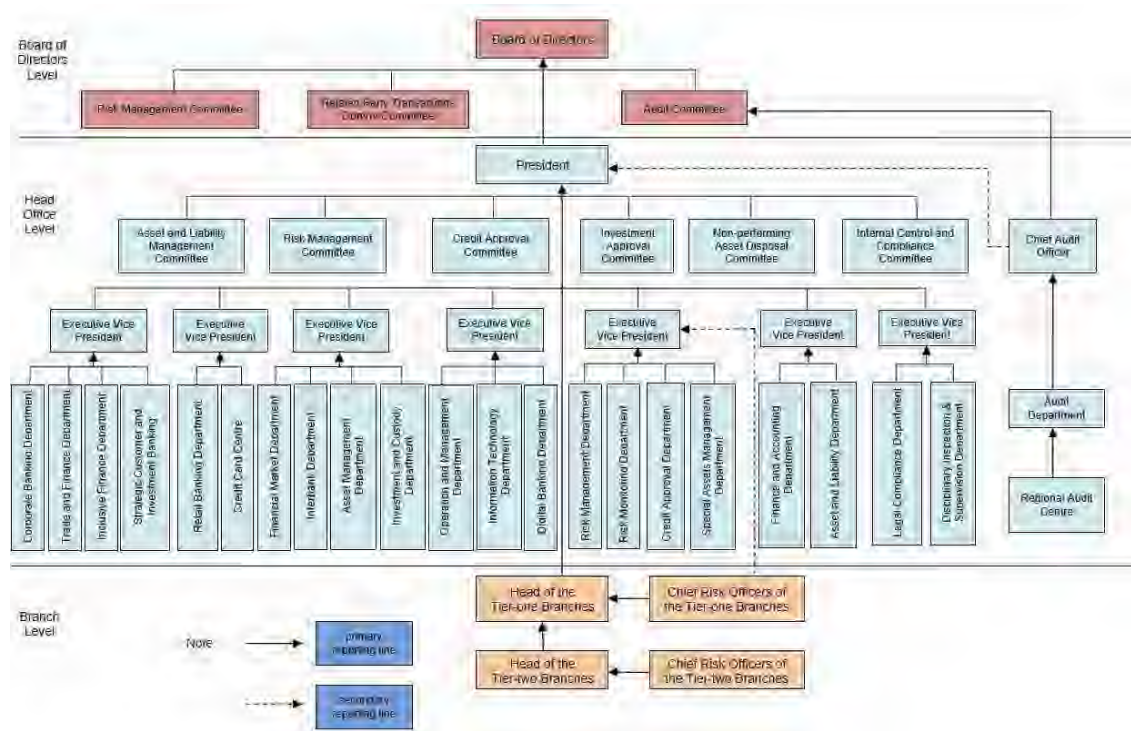 Board of
Directors
Level
Board of Directors
Risk Management Committee
Related Party Transactions
Control Committee
Audit Committee
President
Head
Office
Level
Asset and Liability
Management
Committee
Risk Management
Committee
Credit Approval
Committee
Investment
Approval
Committee
Non-performing
Asset Disposal
Committee
Internal Control and
Compliance
Committee
Chief Audit
Officer
Executive Vice
President
Executive
Vice President
Executive Vice
President
Executive Vice
President
Executive
Vice President
Executive
Vice President
Executive Vice
President
Corporate Banking Department
Trade and Finance Department
Inclusive Finance Department
Strategic Customer and
Investment Banking
Retail Banking Department
Credit Card Centre
Financial Market Department
Interbank Department
Asset Management
Department
Investment and Custody
Department
Operation and Management
Department
Information Technology
Department
Digital Banking Department
Risk Management Department
Risk Monitoring Department
Credit Approval Department
Special Assets Management
Department
Finance and Accounting
Department
Asset and Liability Department
Legal Compliance Department
Disciplinary Inspection &
Supervision Department
Audit
Department
Regional Audit
Centre
Branch
Level
Head of the
Tier-one Branches
Chief Risk Officers of
the Tier-one Branches
Note
primary
reporting line
Head of the
Tier-two Branches
Chief Risk Officers of
the Tier-two Branches
secondary
reporting line